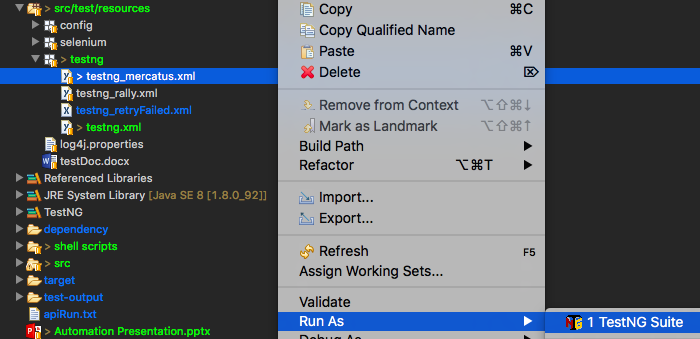 > src/test/resources
config
selenium
> testng
> testng_mercatus.xml
testng_rally.xml
testng_retryFailed.xml
> testng.xml
log4j.properties
testDoc.docx
Referenced Libraries
JRE System Library [Java SE 8 [1.8.0_92]]
TestNG
dependency
> shell scripts
> src
target
test-output
apiRun.txt
> Automation Presentation.pptx
Copy ⌘C
Copy Qualified Name
Paste ⌘V
Delete ⌦
Remove from Context ⌥⇧⌘↓
Mark as Landmark ⌥⇧⌘↑
Build Path
Refactor ⌥⌘T
Import...
Export...
Refresh F5
Assign Working Sets...
Validate
Run As
Debug As
1 TestNG Suite